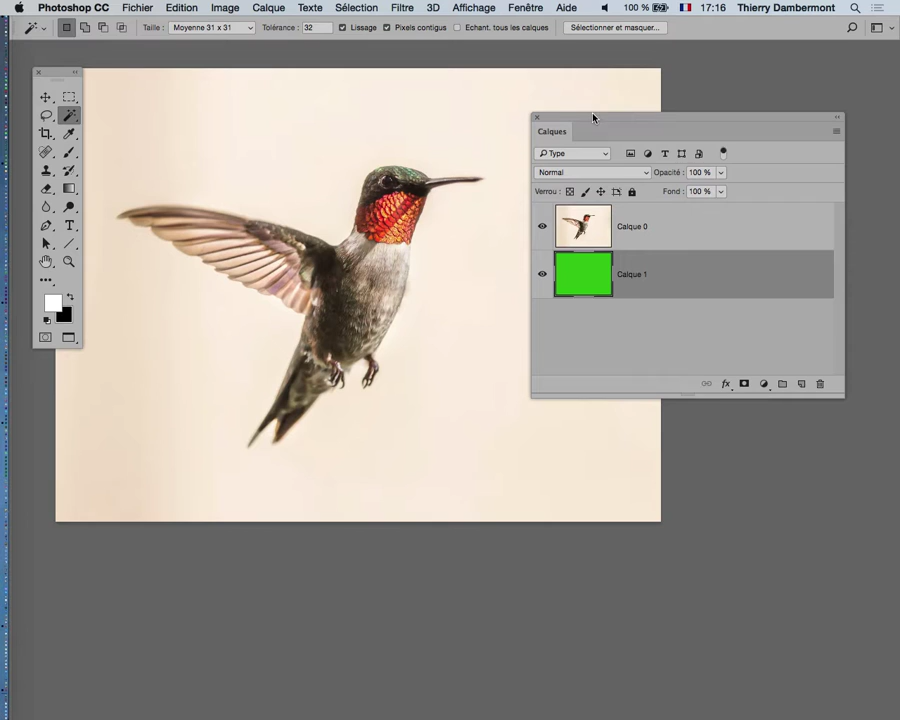 Photoshop CC Fichier Edition Image Calque Texte Sélection Filtre 3D Affichage Fenêtre Aide 100 % 17:16 Thierry Dambermont
Taille : Moyenne 31 x 31 Tolérance : 32 Lissage Pixels contigus Echant. tous les calques Sélectionner et masquer...
Calques
Type
Normal Opacité : 100 %
Verrou : Fond : 100 %
Calque 0
Calque 1
fx